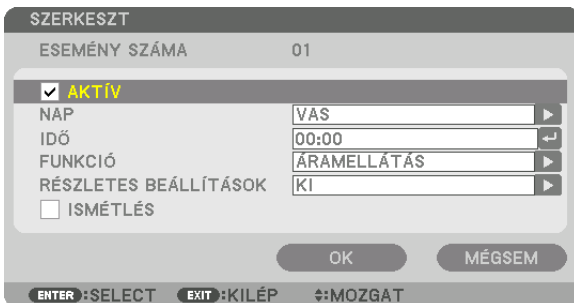 SZERKESZT
ESEMÉNY SZÁMA 01
AKTÍV
NAP VAS
IDŐ 00:00
FUNKCIÓ ÁRAMELLÁTÁS
RÉSZLETES BEÁLLÍTÁSOK KI
ISMÉTLÉS
OK MÉGSEM
ENTER :SELECT EXIT :KILÉP :MOZGAT